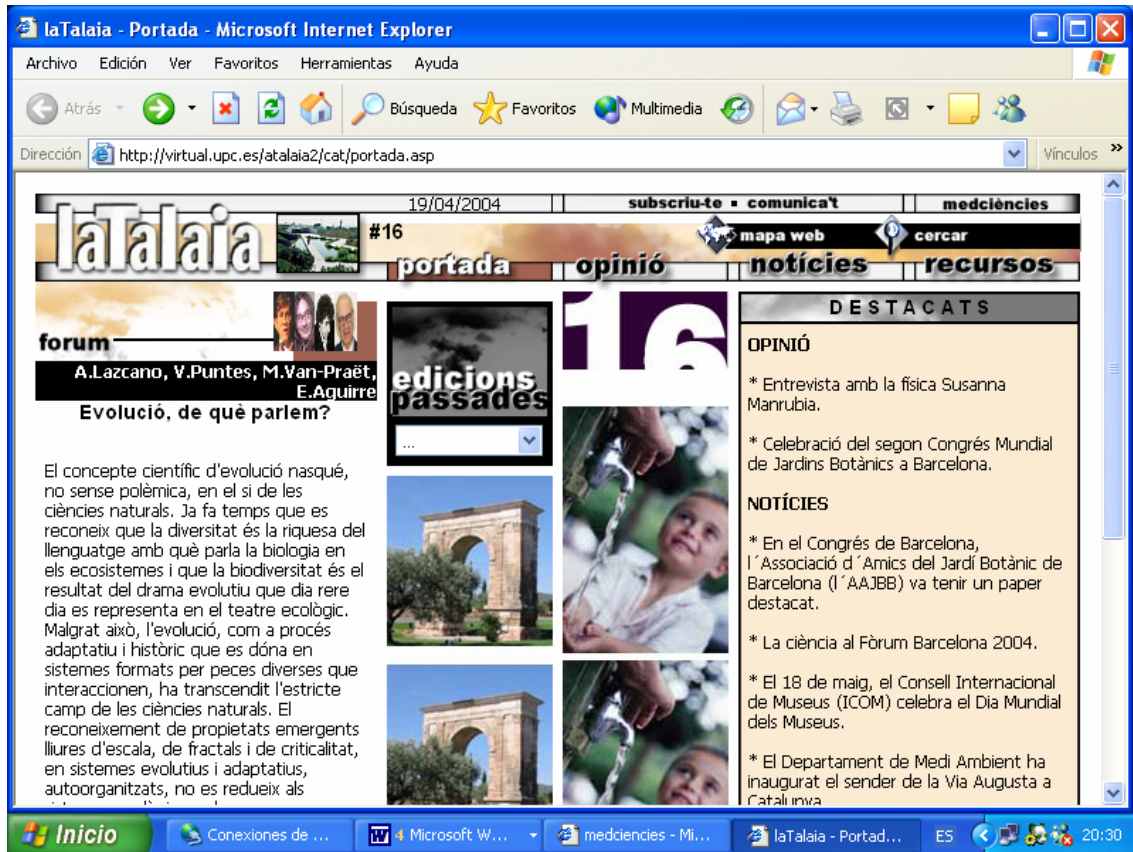 laTalaia - Portada - Microsoft Internet Explorer
Archivo Edición Ver Favoritos Herramientas Ayuda
Atrás Búsqueda Favoritos Multimedia
Dirección http://virtual.upc.es/atalaia2/cat/portada.asp Vínculos »
19/04/2004 subscriu-te ▪ comunica't medciències
laTalaia #16 mapa web cercar
portada opinió notícies recursos
forum
A.Lazcano, V.Puntes, M.Van-Praët,
E.Aguirre
Evolució, de què parlem?
El concepte científic d'evolució nasqué,
no sense polèmica, en el si de les
ciències naturals. Ja fa temps que es
reconeix que la diversitat és la riquesa del
llenguatge amb què parla la biologia en
els ecosistemes i que la biodiversitat és el
resultat del drama evolutiu que dia rere
dia es representa en el teatre ecològic.
Malgrat això, l'evolució, com a procés
adaptatiu i històric que es dóna en
sistemes formats per peces diverses que
interaccionen, ha transcendit l'estricte
camp de les ciències naturals. El
reconeixement de propietats emergents
lliures d'escala, de fractals i de criticalitat,
en sistemes evolutius i adaptatius,
autoorganitzats, no es redueix als
edicions
passades
...
16
DESTACATS
OPINIÓ
* Entrevista amb la física Susanna
Manrubia.
* Celebració del segon Congrés Mundial
de Jardins Botànics a Barcelona.
NOTÍCIES
* En el Congrés de Barcelona,
l´Associació d´Amics del Jardí Botànic de
Barcelona (l´AAJBB) va tenir un paper
destacat.
* La ciència al Fòrum Barcelona 2004.
* El 18 de maig, el Consell Internacional
de Museus (ICOM) celebra el Dia Mundial
dels Museus.
* El Departament de Medi Ambient ha
inaugurat el sender de la Via Augusta a
Catalunya
Inicio Conexiones de ... 4 Microsoft W... medciencies - Mi... laTalaia - Portad... ES 20:30